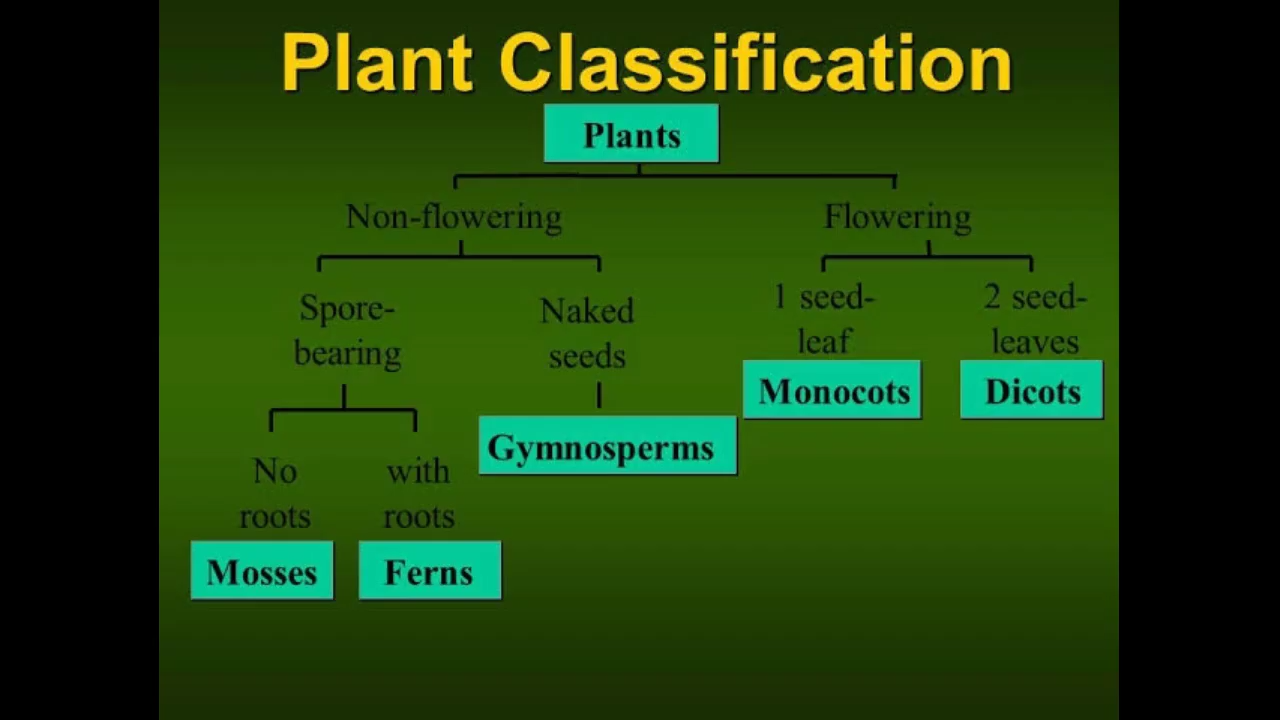 Plant Classification
Plants
Non-flowering
Flowering
Spore-
bearing
Naked
seeds
1 seed-
leaf
2 seed-
leaves
Monocots
Dicots
Gymnosperms
No
roots
with
roots
Mosses
Ferns